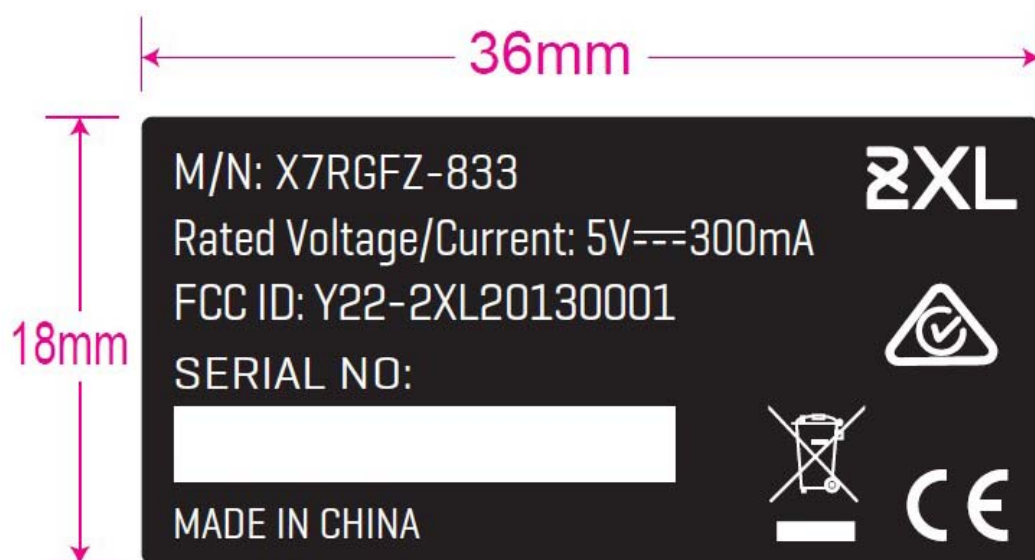 36mm
M/N: X7RGFZ-833
2XL
Rated Voltage/Current: 5V⎓300mA
FCC ID: Y22-2XL20130001
18mm
SERIAL NO:
MADE IN CHINA
CE